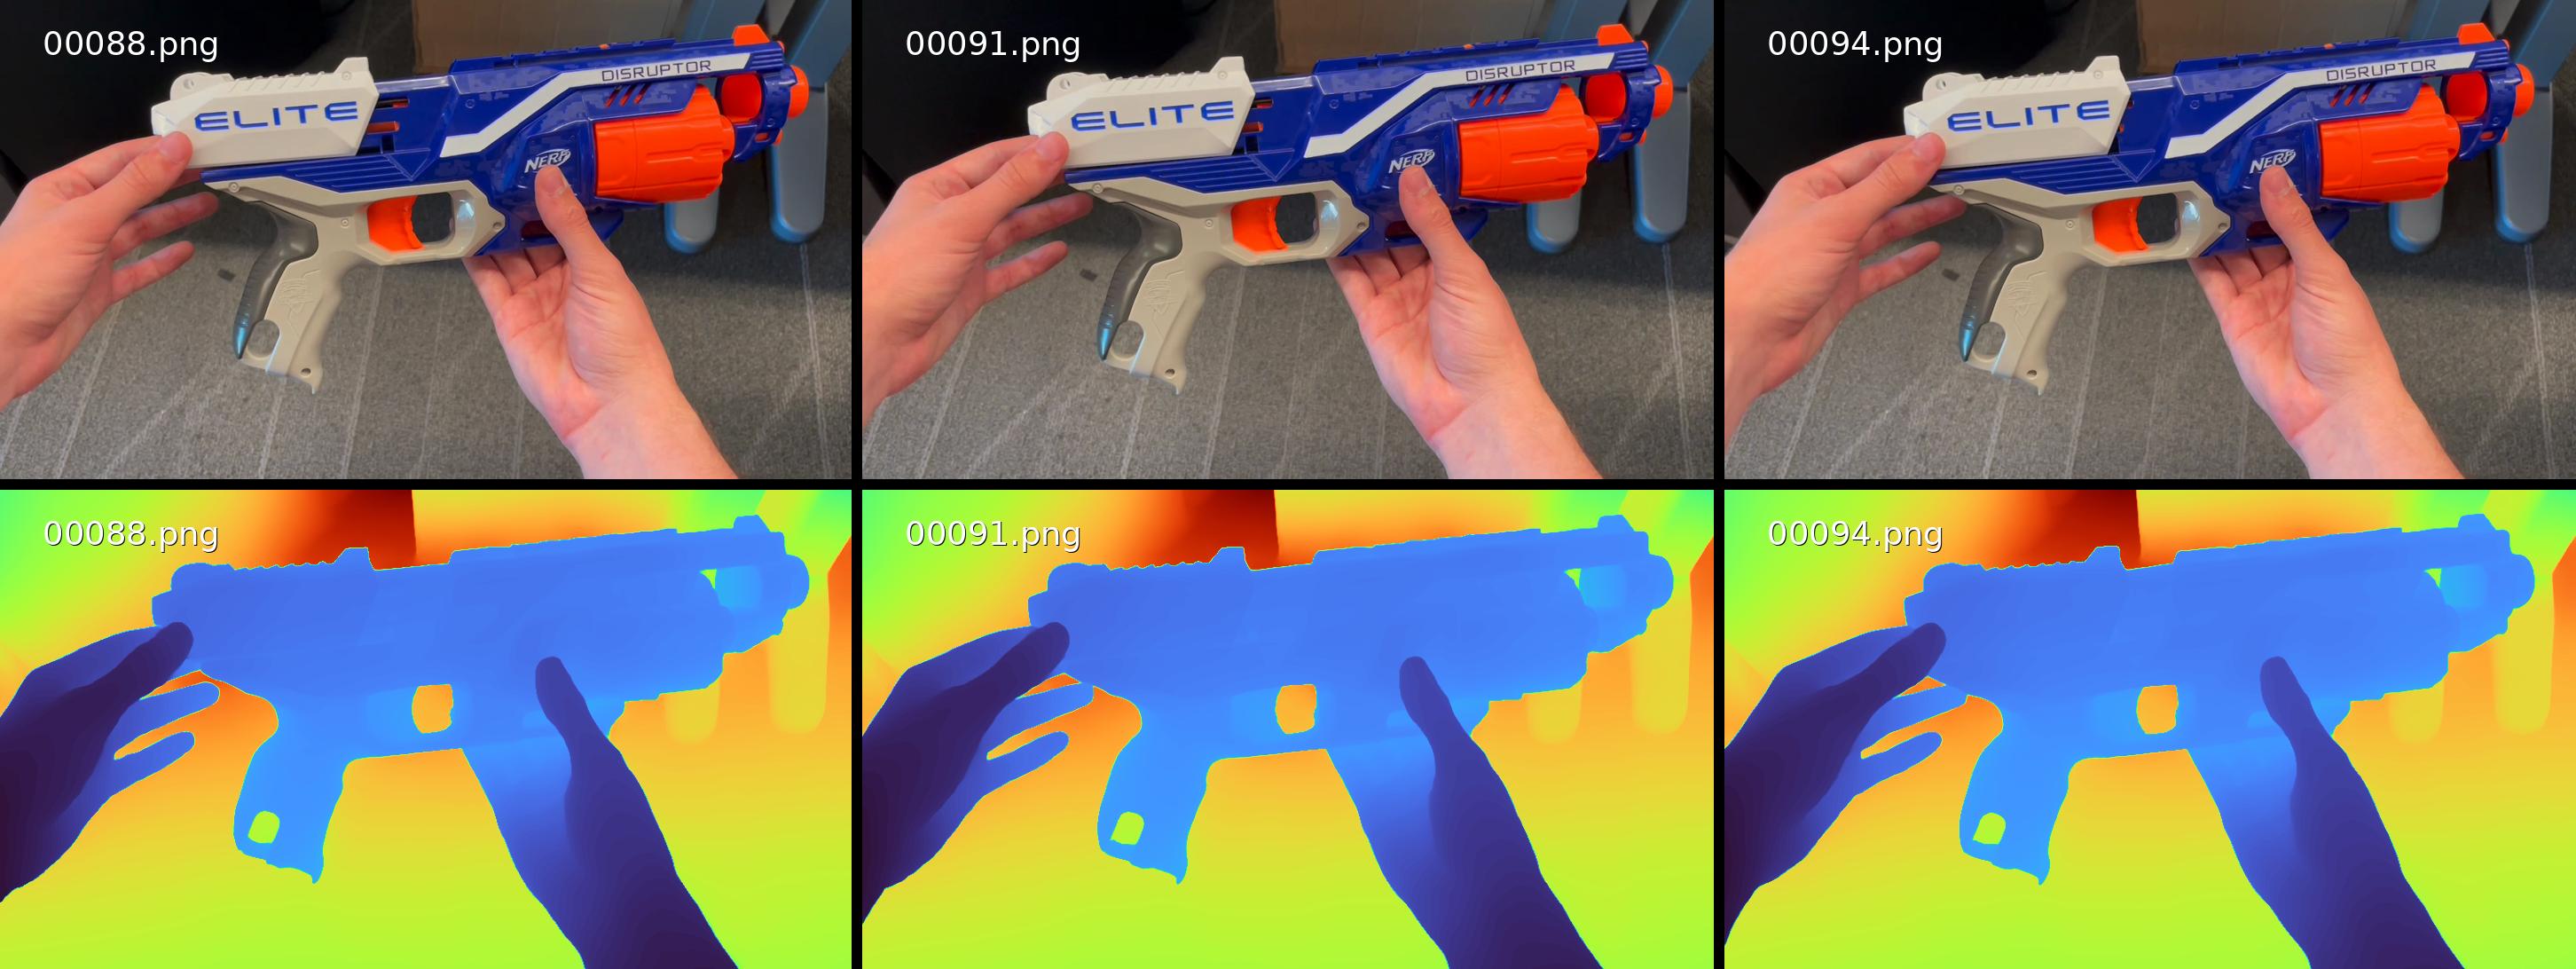 00088.png
00091.png
00094.png
DISRUPTOR
DISRUPTOR
DISRUPTOR
ELITE
ELITE
ELITE
NERF
NERF
NERF
00088.png
00091.png
00094.png